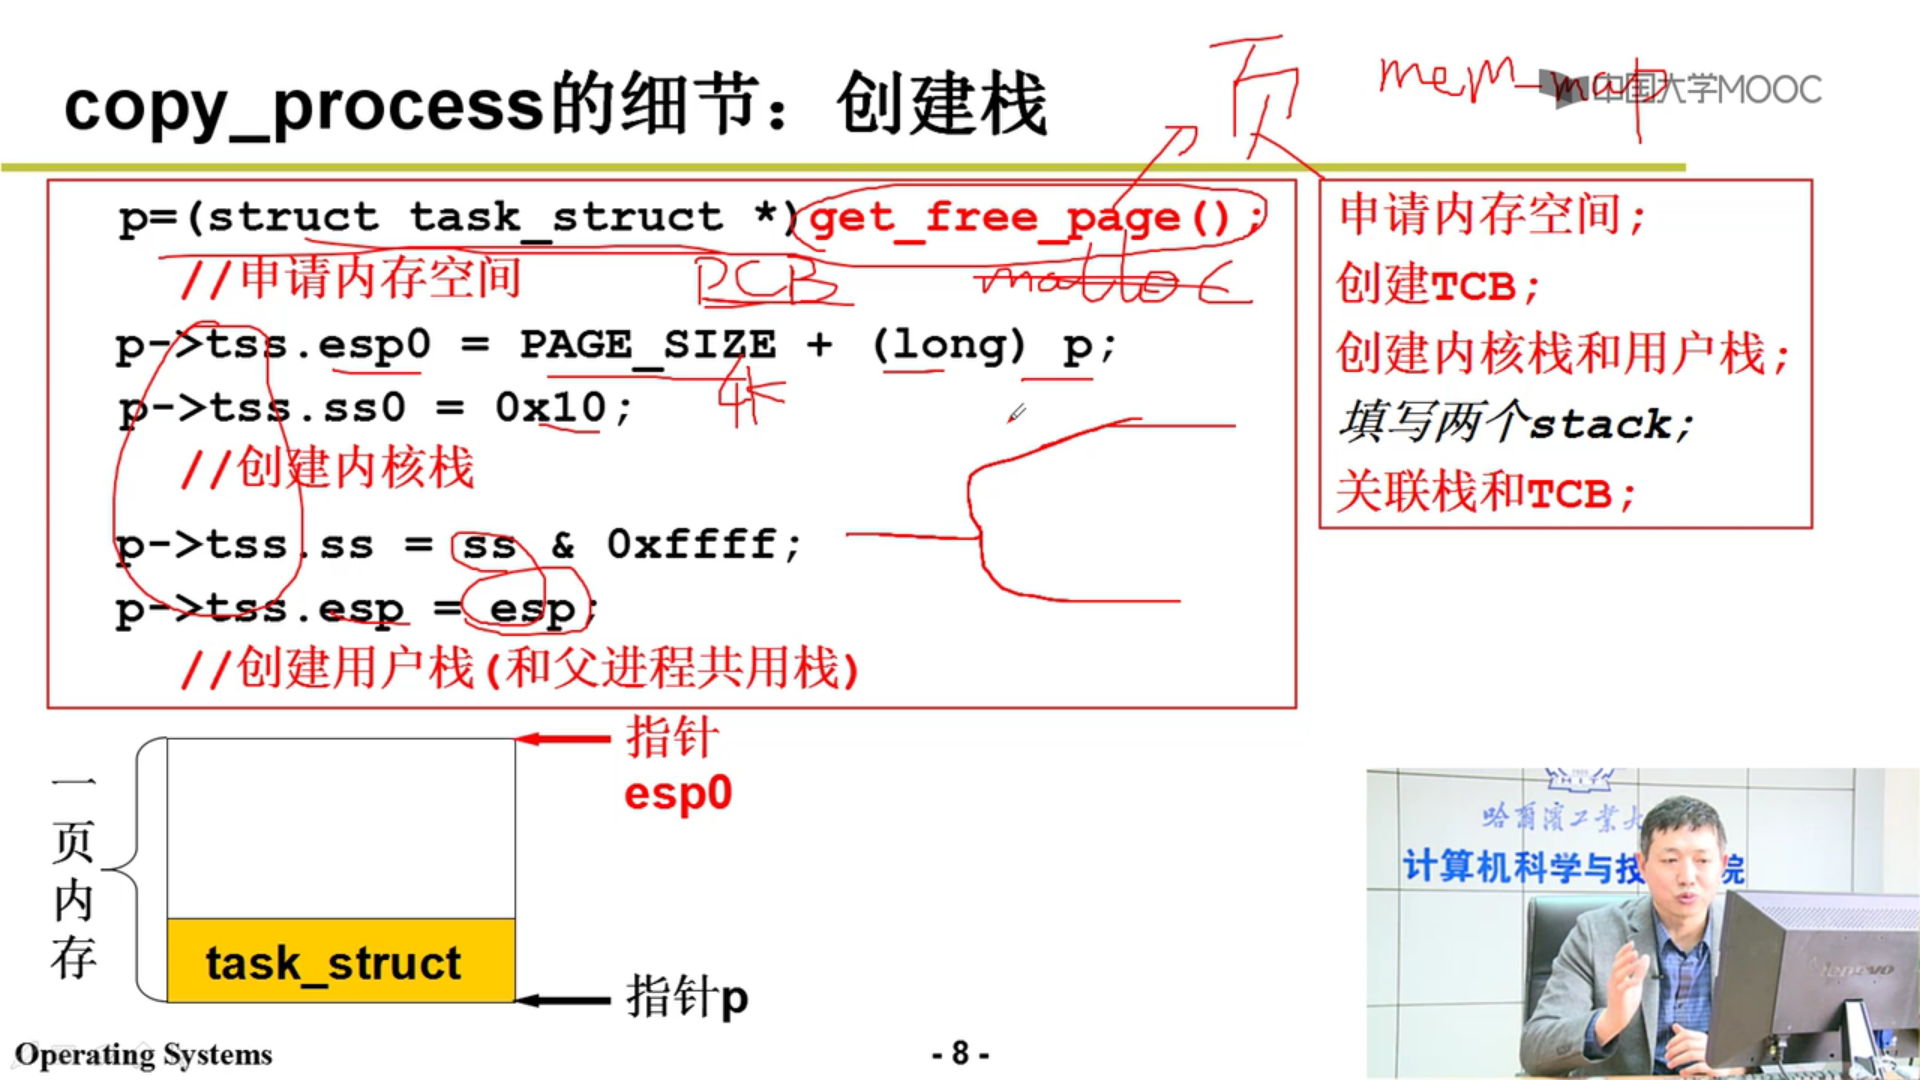 copy_process的细节：创建栈
页
mem_map
中国大学MOOC
p=(struct task_struct *)get_free_page();
//申请内存空间
PCB
malloc
p->tss.esp0 = PAGE_SIZE + (long) p;
4K
p->tss.ss0 = 0x10;
//创建内核栈
p->tss.ss = ss & 0xffff;
p->tss.esp = esp;
//创建用户栈(和父进程共用栈)
申请内存空间;
创建TCB;
创建内核栈和用户栈;
填写两个stack;
关联栈和TCB;
一页内存
指针
esp0
task_struct
指针p
哈尔滨工业大
计算机科学与技
院
lenovo
Operating Systems
- 8 -